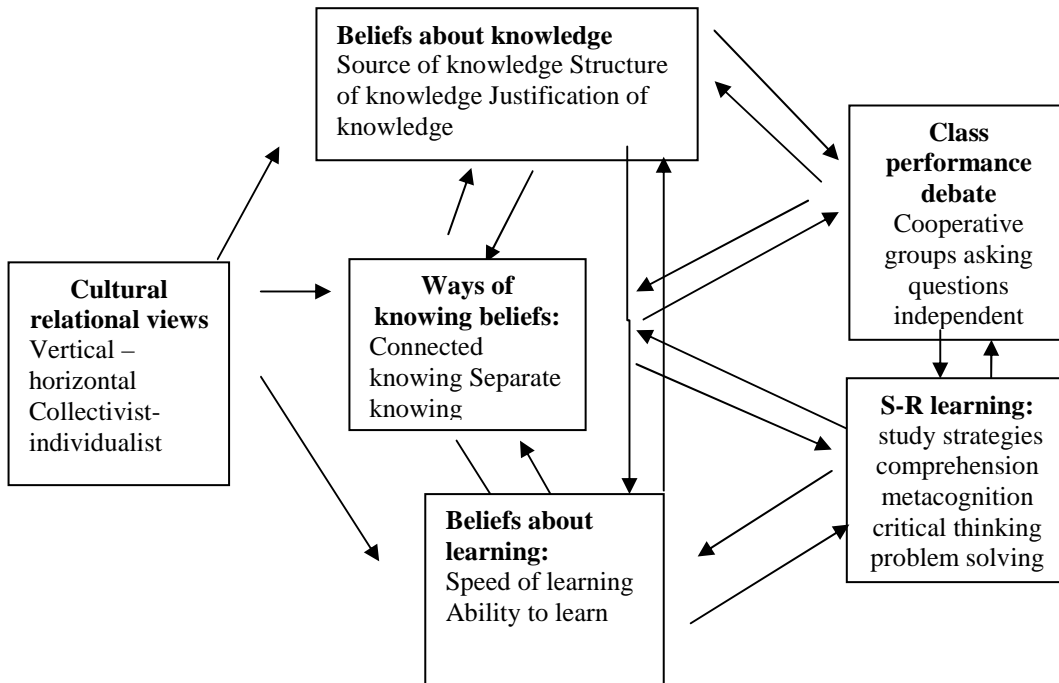 Beliefs about knowledge
Source of knowledge Structure
of knowledge Justification of
knowledge
Class
performance
debate
Cooperative
groups asking
questions
independent
Cultural
relational views
Vertical –
horizontal
Collectivist-
individualist
Ways of
knowing beliefs:
Connected
knowing Separate
knowing
S-R learning:
study strategies
comprehension
metacognition
critical thinking
problem solving
Beliefs about
learning:
Speed of learning
Ability to learn